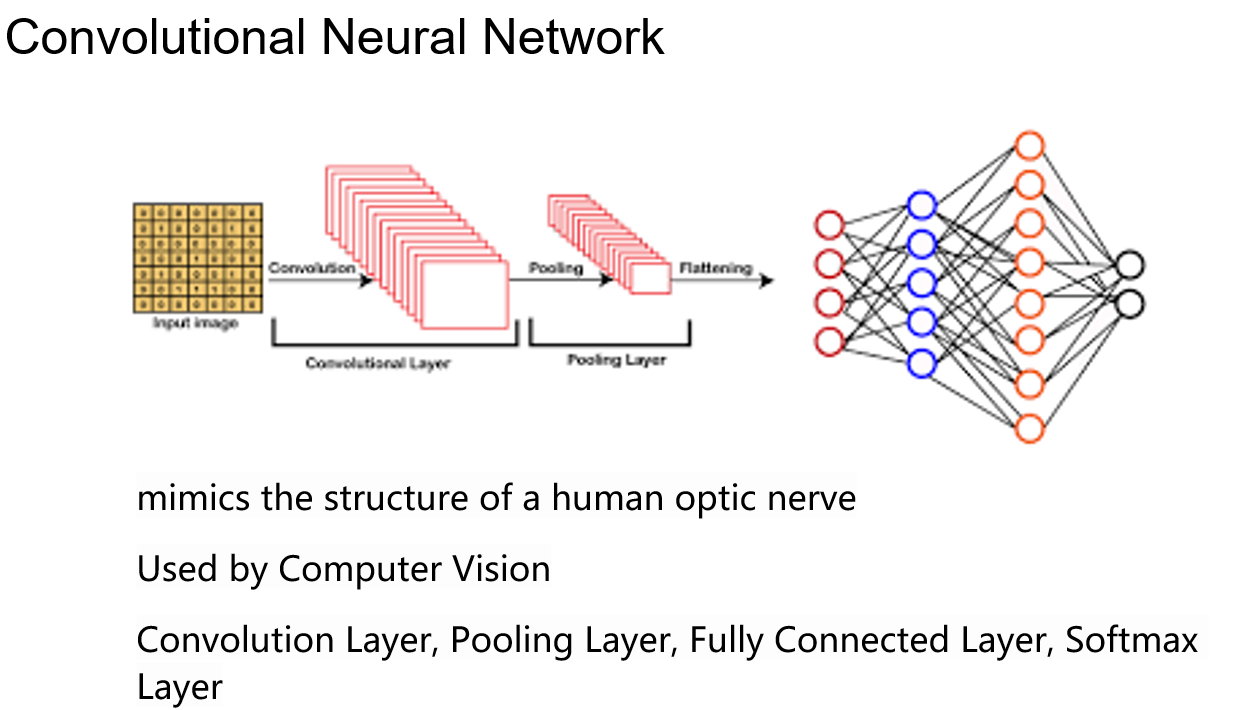 Convolutional Neural Network
Convolution
Pooling
Flattening
Input image
Convolutional Layer
Pooling Layer
mimics the structure of a human optic nerve
Used by Computer Vision
Convolution Layer, Pooling Layer, Fully Connected Layer, Softmax
Layer